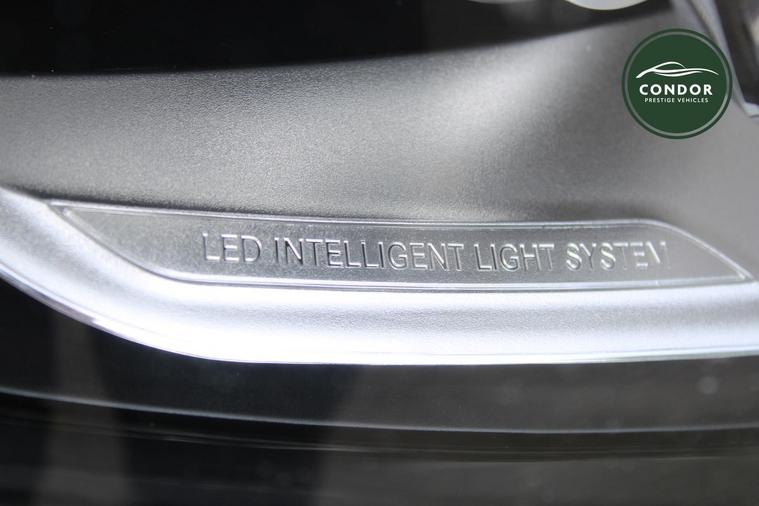 CONDOR
PRESTIGE VEHICLES
LED INTELLIGENT LIGHT SYSTEM